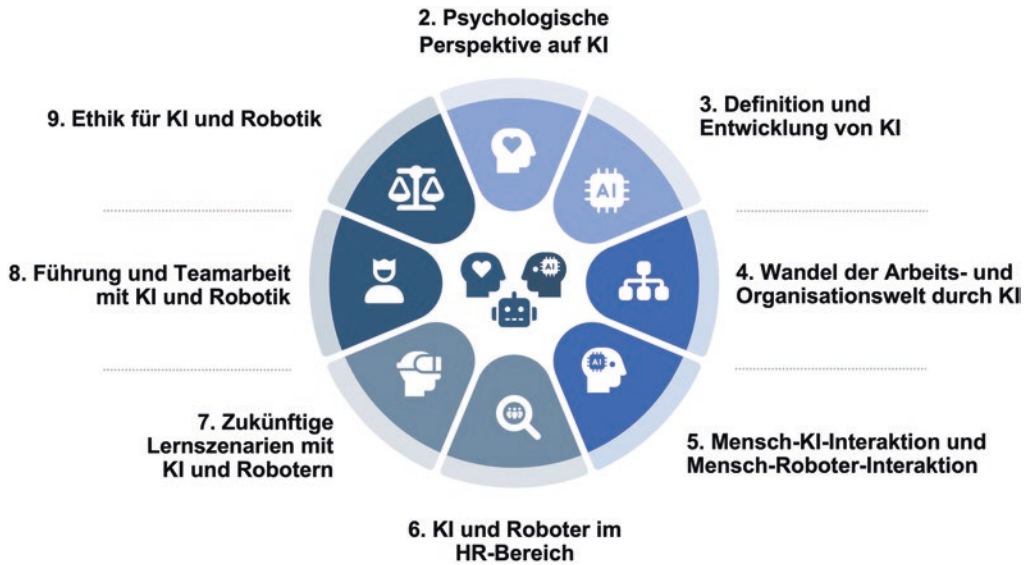 2. Psychologische
Perspektive auf KI
3. Definition und
Entwicklung von KI
AI
4. Wandel der Arbeits- und
Organisationswelt durch KI
5. Mensch-KI-Interaktion und
Mensch-Roboter-Interaktion
AI
6. KI und Roboter im
HR-Bereich
7. Zukünftige
Lernszenarien mit
KI und Robotern
8. Führung und Teamarbeit
mit KI und Robotik
9. Ethik für KI und Robotik
AI